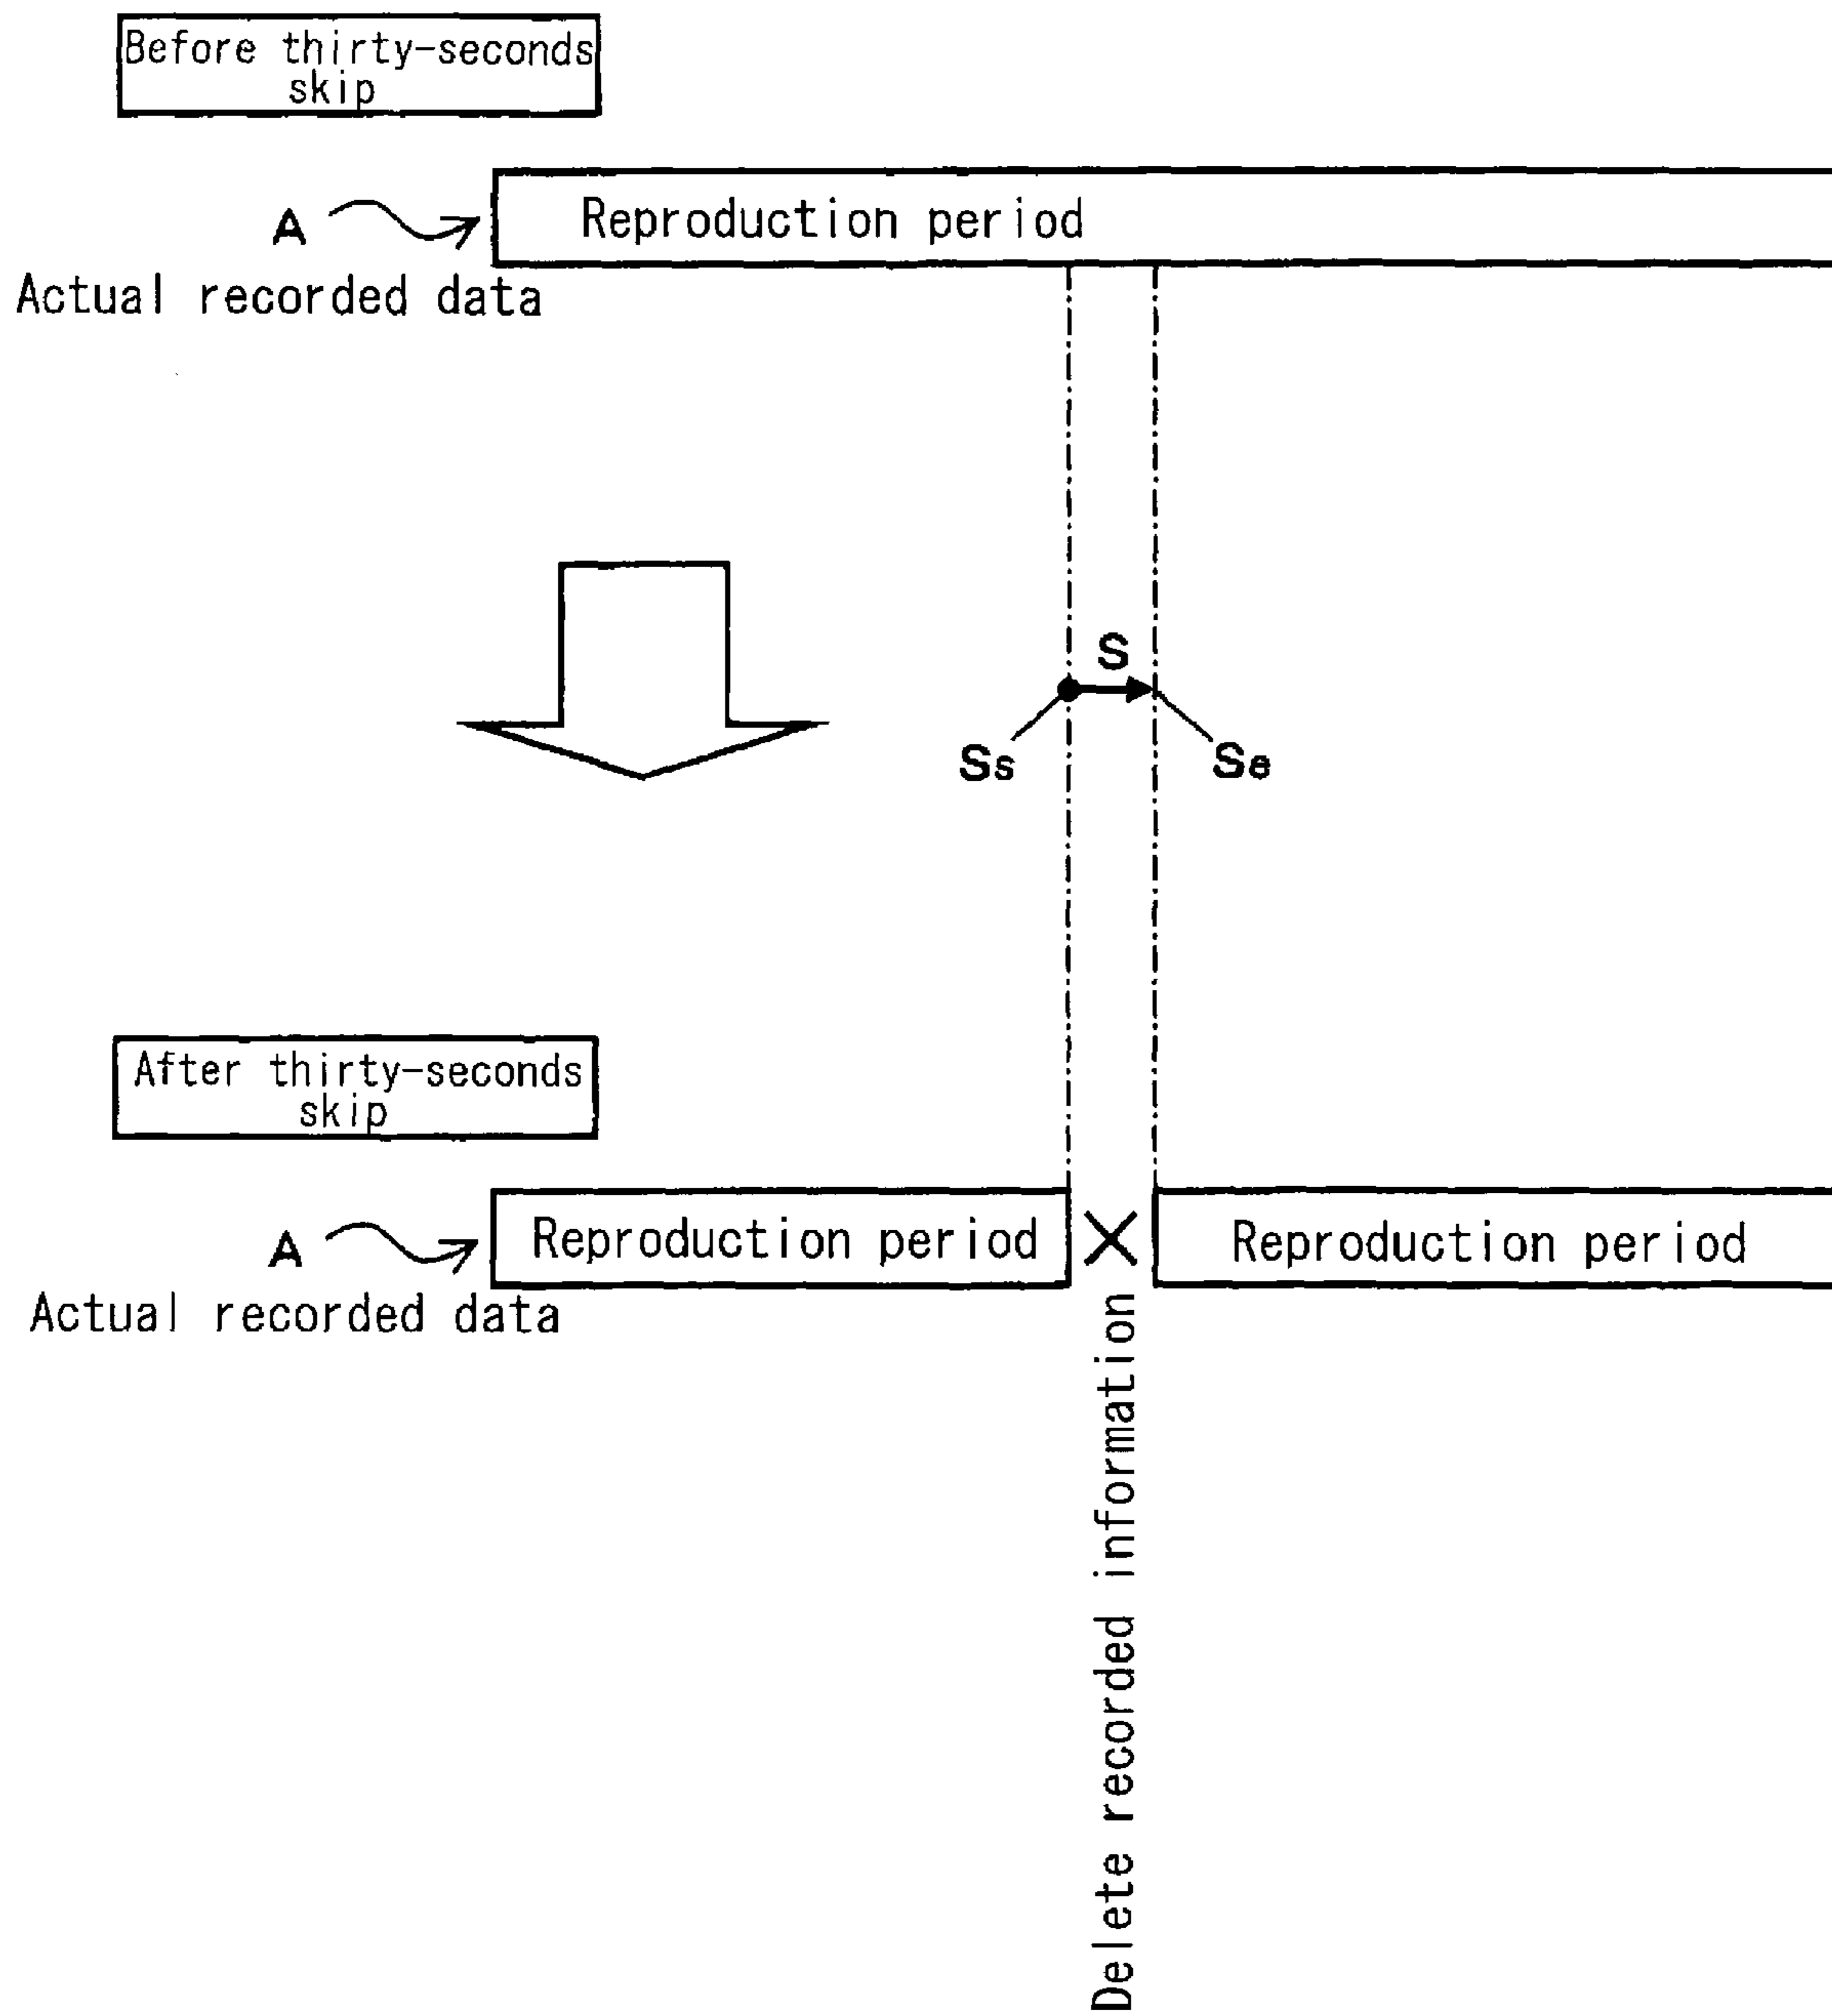 Before thirty-seconds
skip
A
Reproduction period
Actual recorded data
S
Ss
Se
After thirty-seconds
skip
A
Reproduction period
Reproduction period
Actual recorded data
Delete recorded information